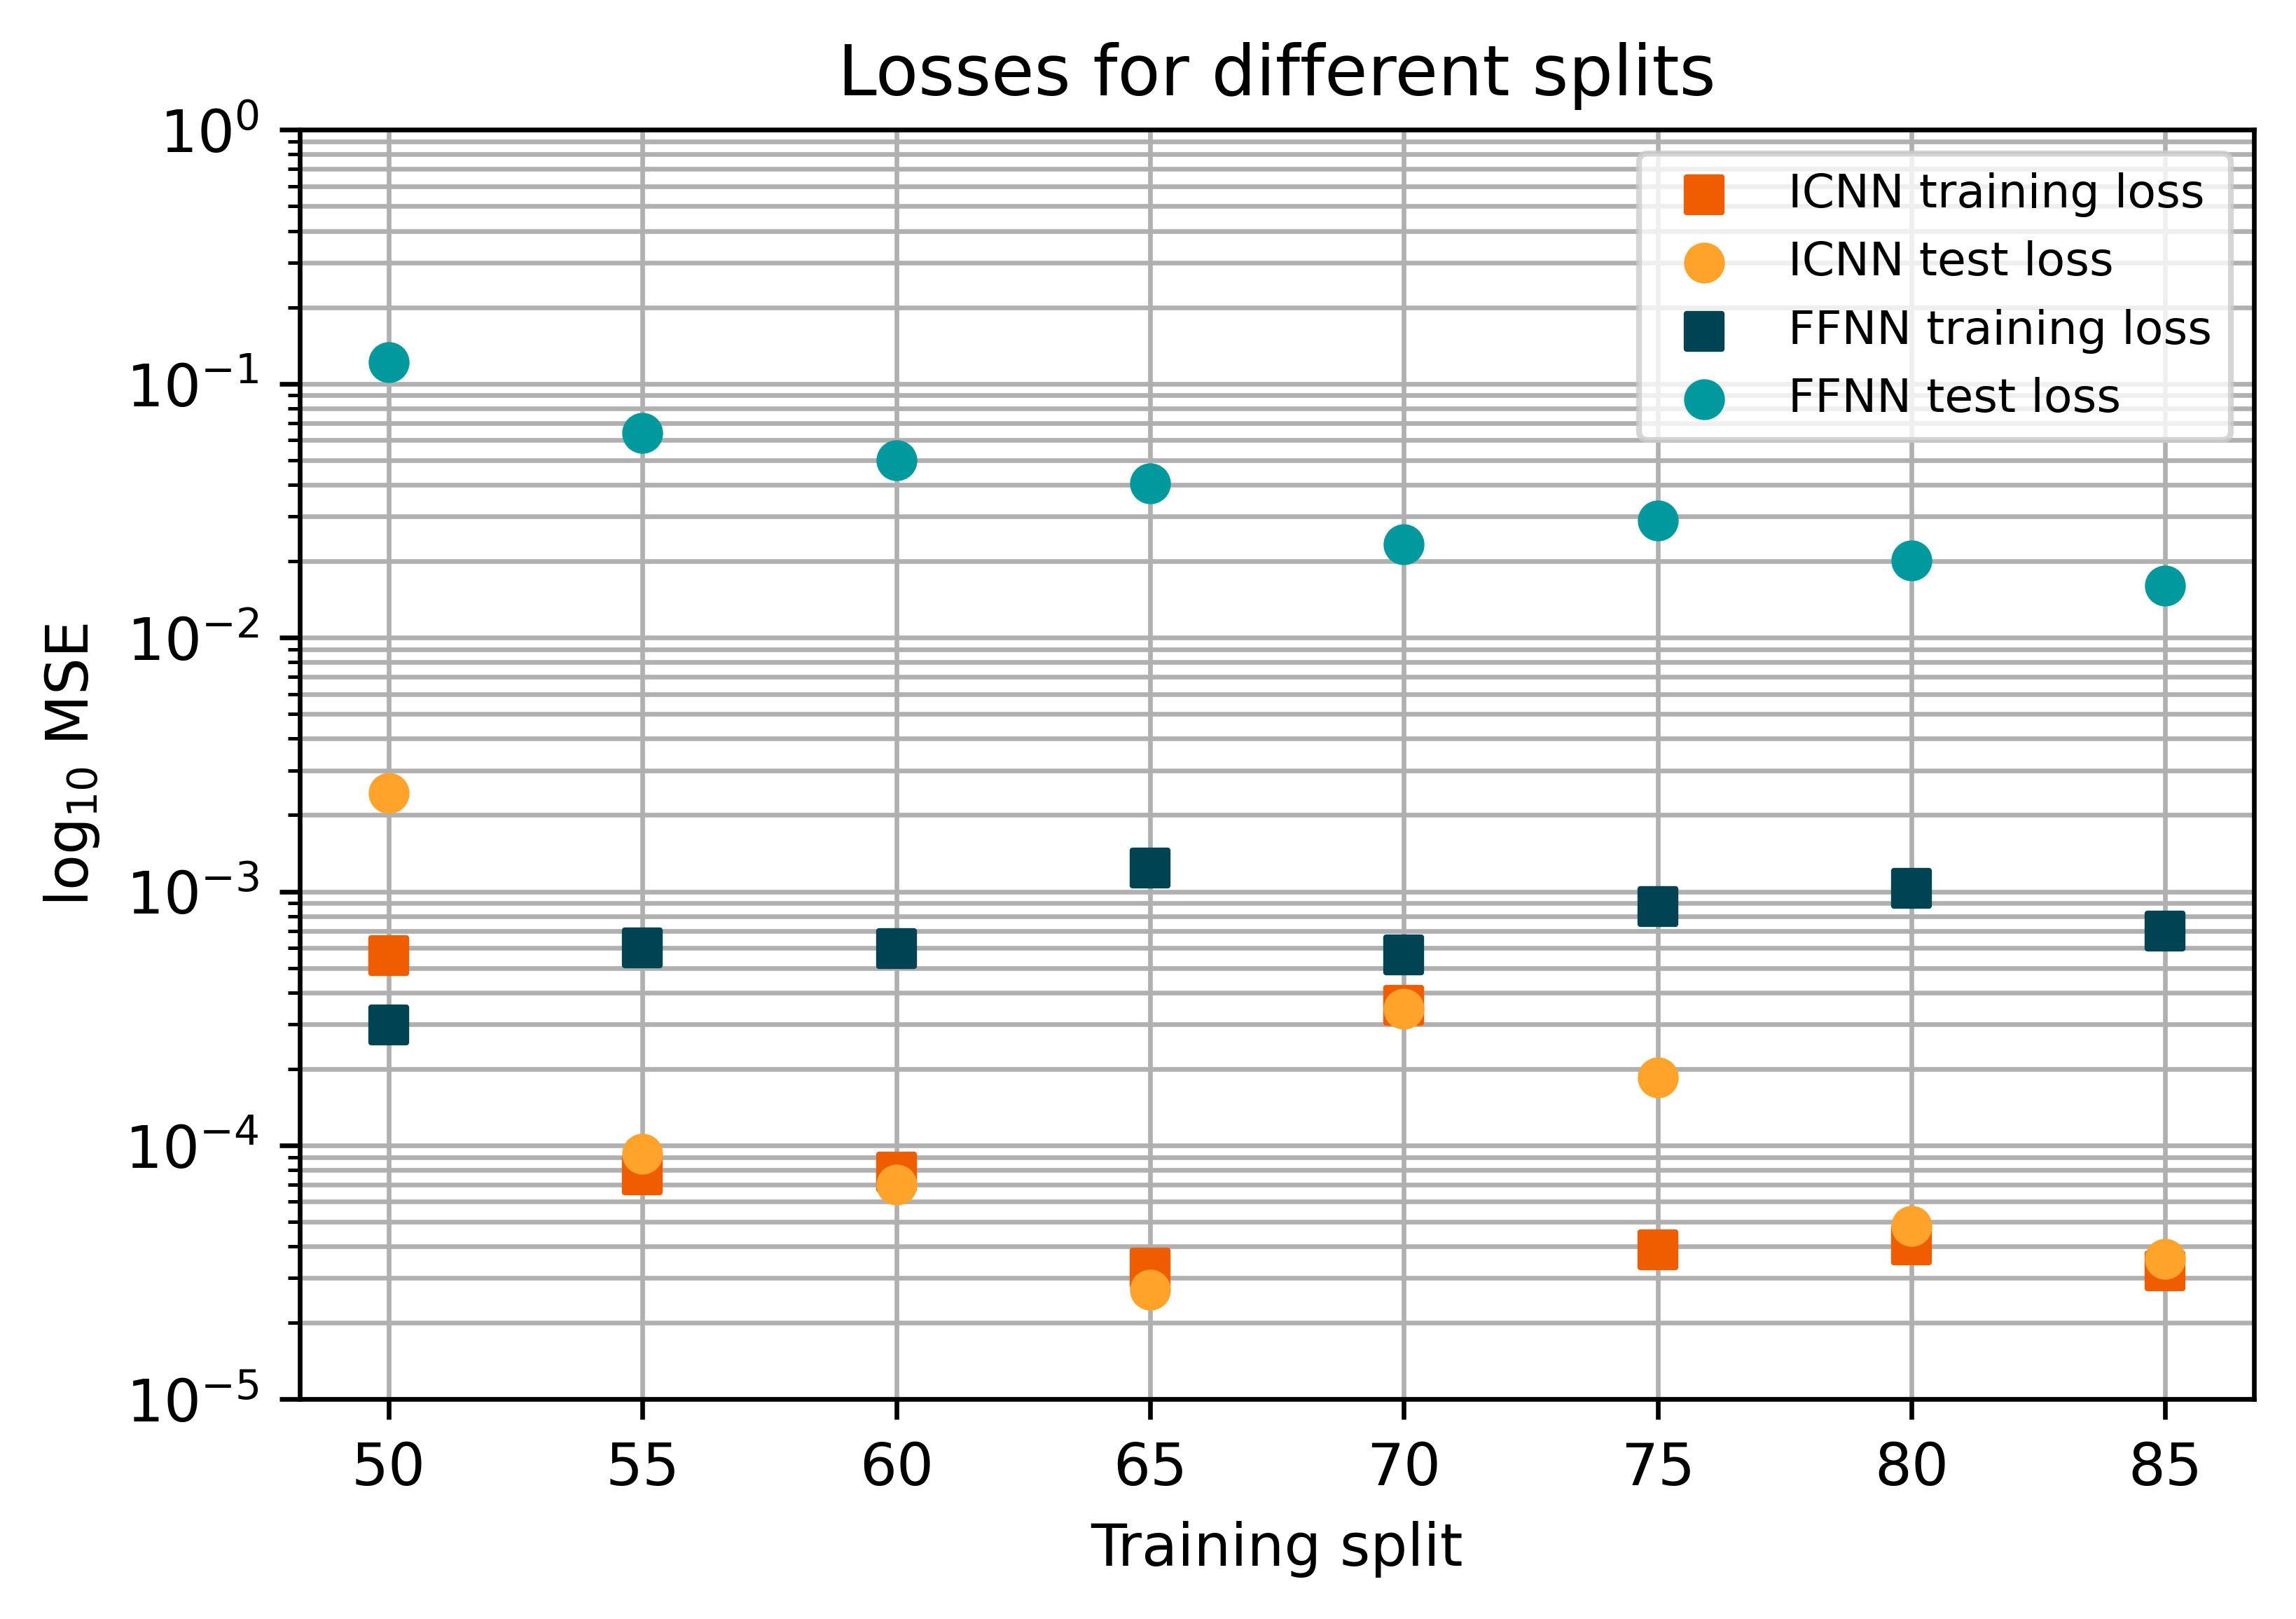 Losses for different splits
10⁰
10⁻¹
10⁻²
10⁻³
10⁻⁴
10⁻⁵
log₁₀ MSE
ICNN training loss
ICNN test loss
FFNN training loss
FFNN test loss
50 55 60 65 70 75 80 85
Training split